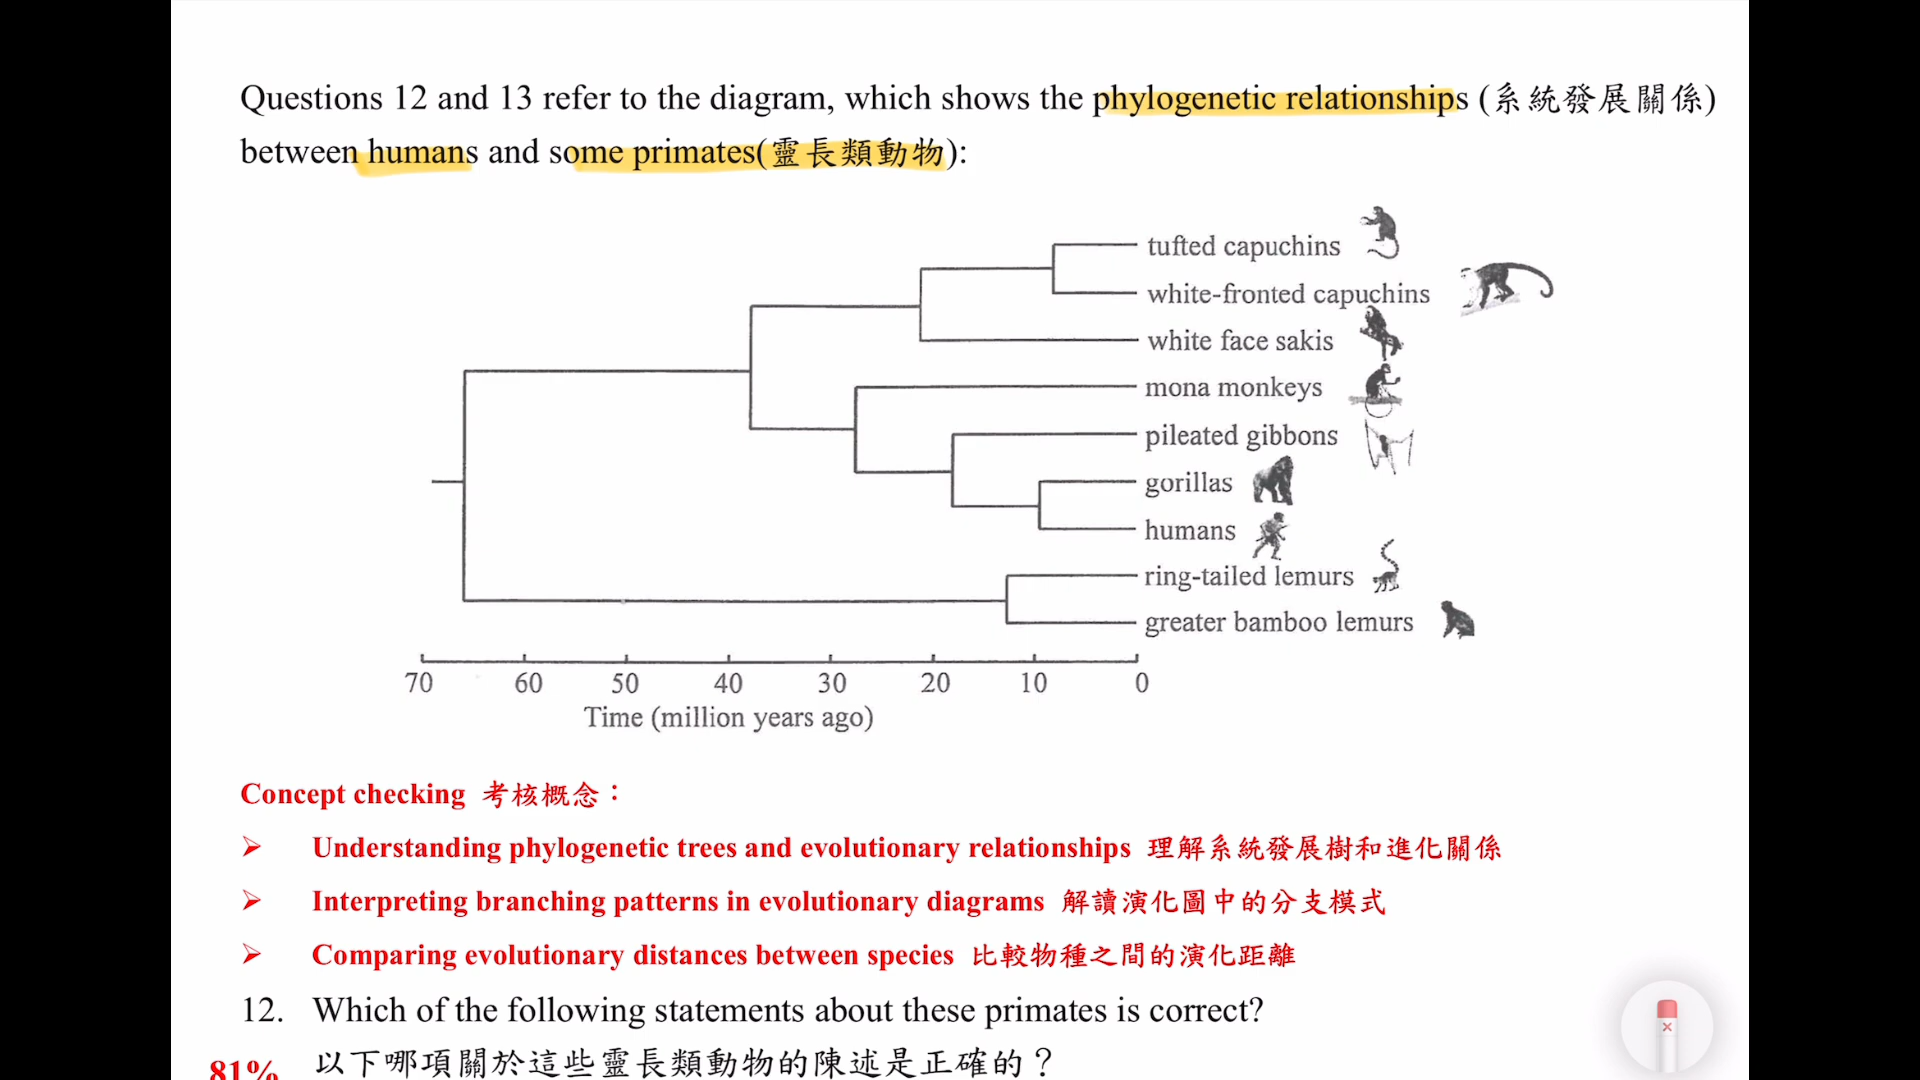 Questions 12 and 13 refer to the diagram, which shows the phylogenetic relationships (系統發展關係)
between humans and some primates(靈長類動物):
tufted capuchins
white-fronted capuchins
white face sakis
mona monkeys
pileated gibbons
gorillas
humans
ring-tailed lemurs
greater bamboo lemurs
70 60 50 40 30 20 10 0
Time (million years ago)
Concept checking 考核概念：
➢ Understanding phylogenetic trees and evolutionary relationships 理解系統發展樹和進化關係
➢ Interpreting branching patterns in evolutionary diagrams 解讀演化圖中的分支模式
➢ Comparing evolutionary distances between species 比較物種之間的演化距離
12. Which of the following statements about these primates is correct?
81% 以下哪項關於這些靈長類動物的陳述是正確的？